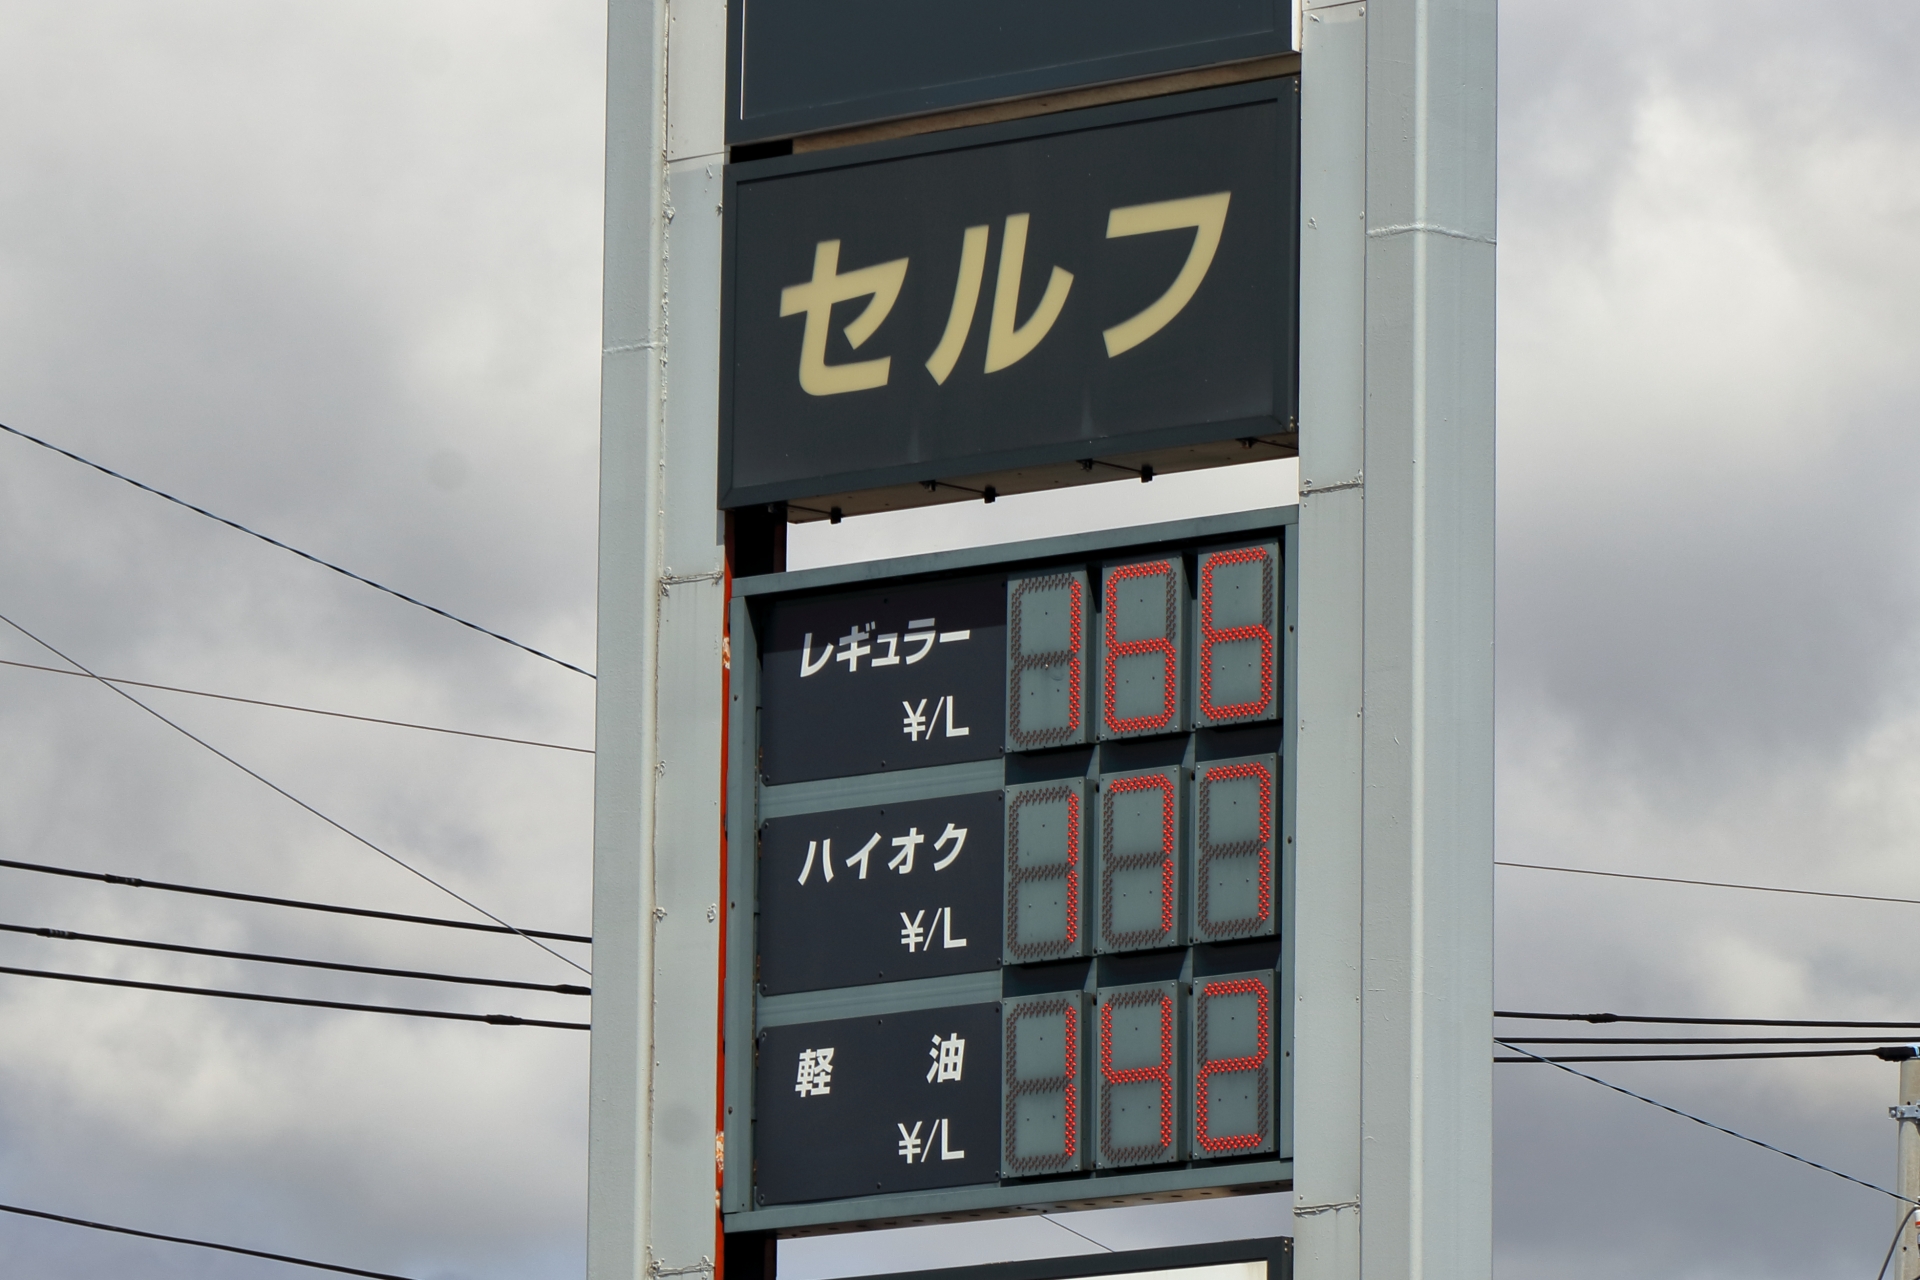 セルフ
レギュラー 166
¥/L
ハイオク 177
¥/L
軽油 142
¥/L